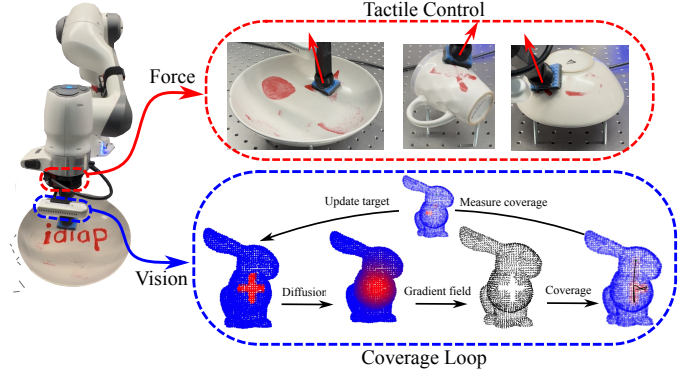 Tactile Control
Force
idiap
Vision
Update target
Measure coverage
Diffusion
Gradient field
Coverage
Coverage Loop